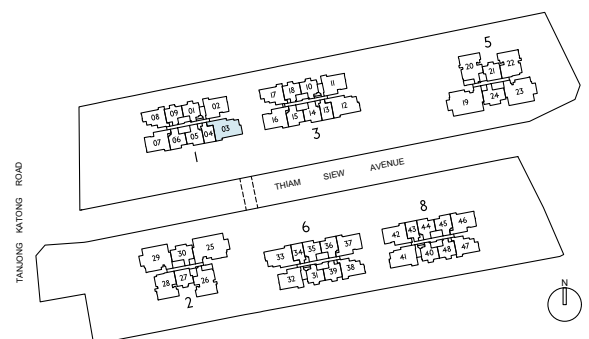 5
20 21 22
19 24 23
17 18 10 11
16 15 14 13 12
3
08 09 01 02
07 06 05 04 03
1
TANJONG KATONG ROAD
THIAM SIEW AVENUE
8
42 43 44 45 46
41 40 48 47
6
33 34 35 36 37
32 31 39 38
29 30 25
28 27 26
2
N